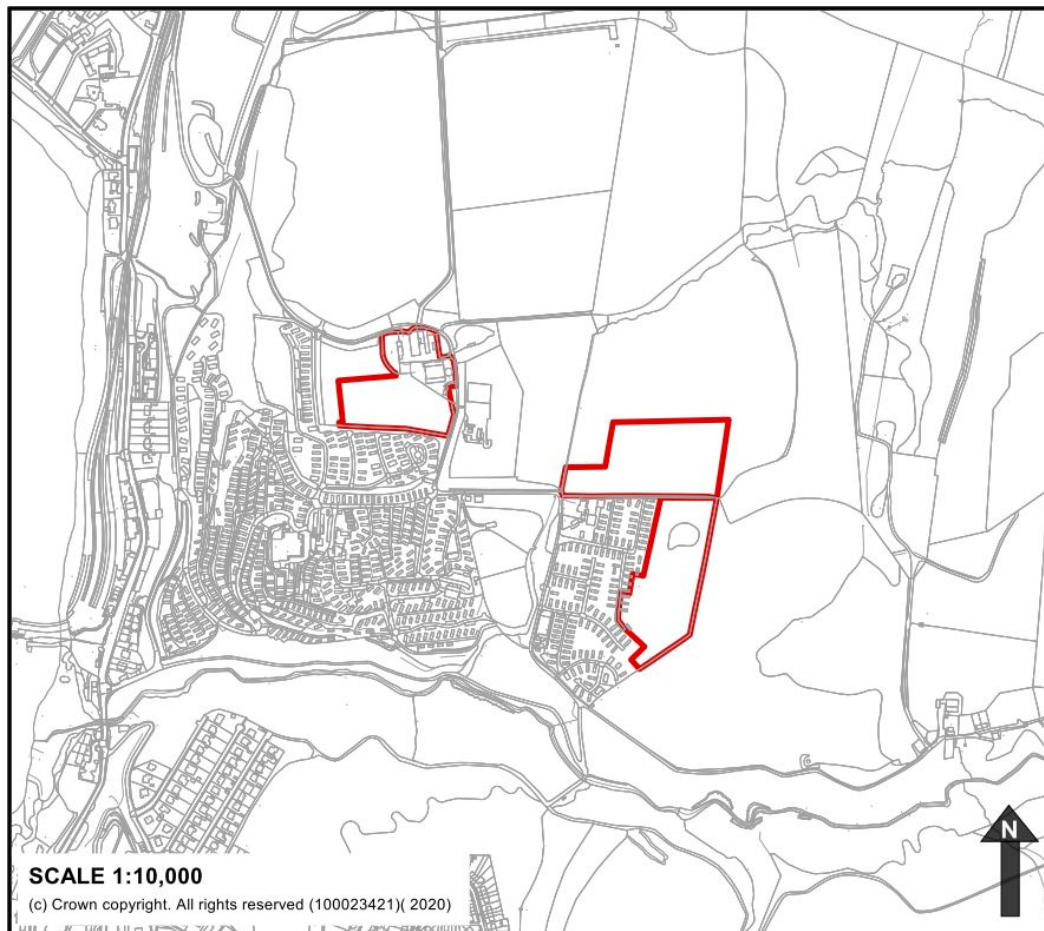 N
SCALE 1:10,000
(c) Crown copyright. All rights reserved (100023421)( 2020)